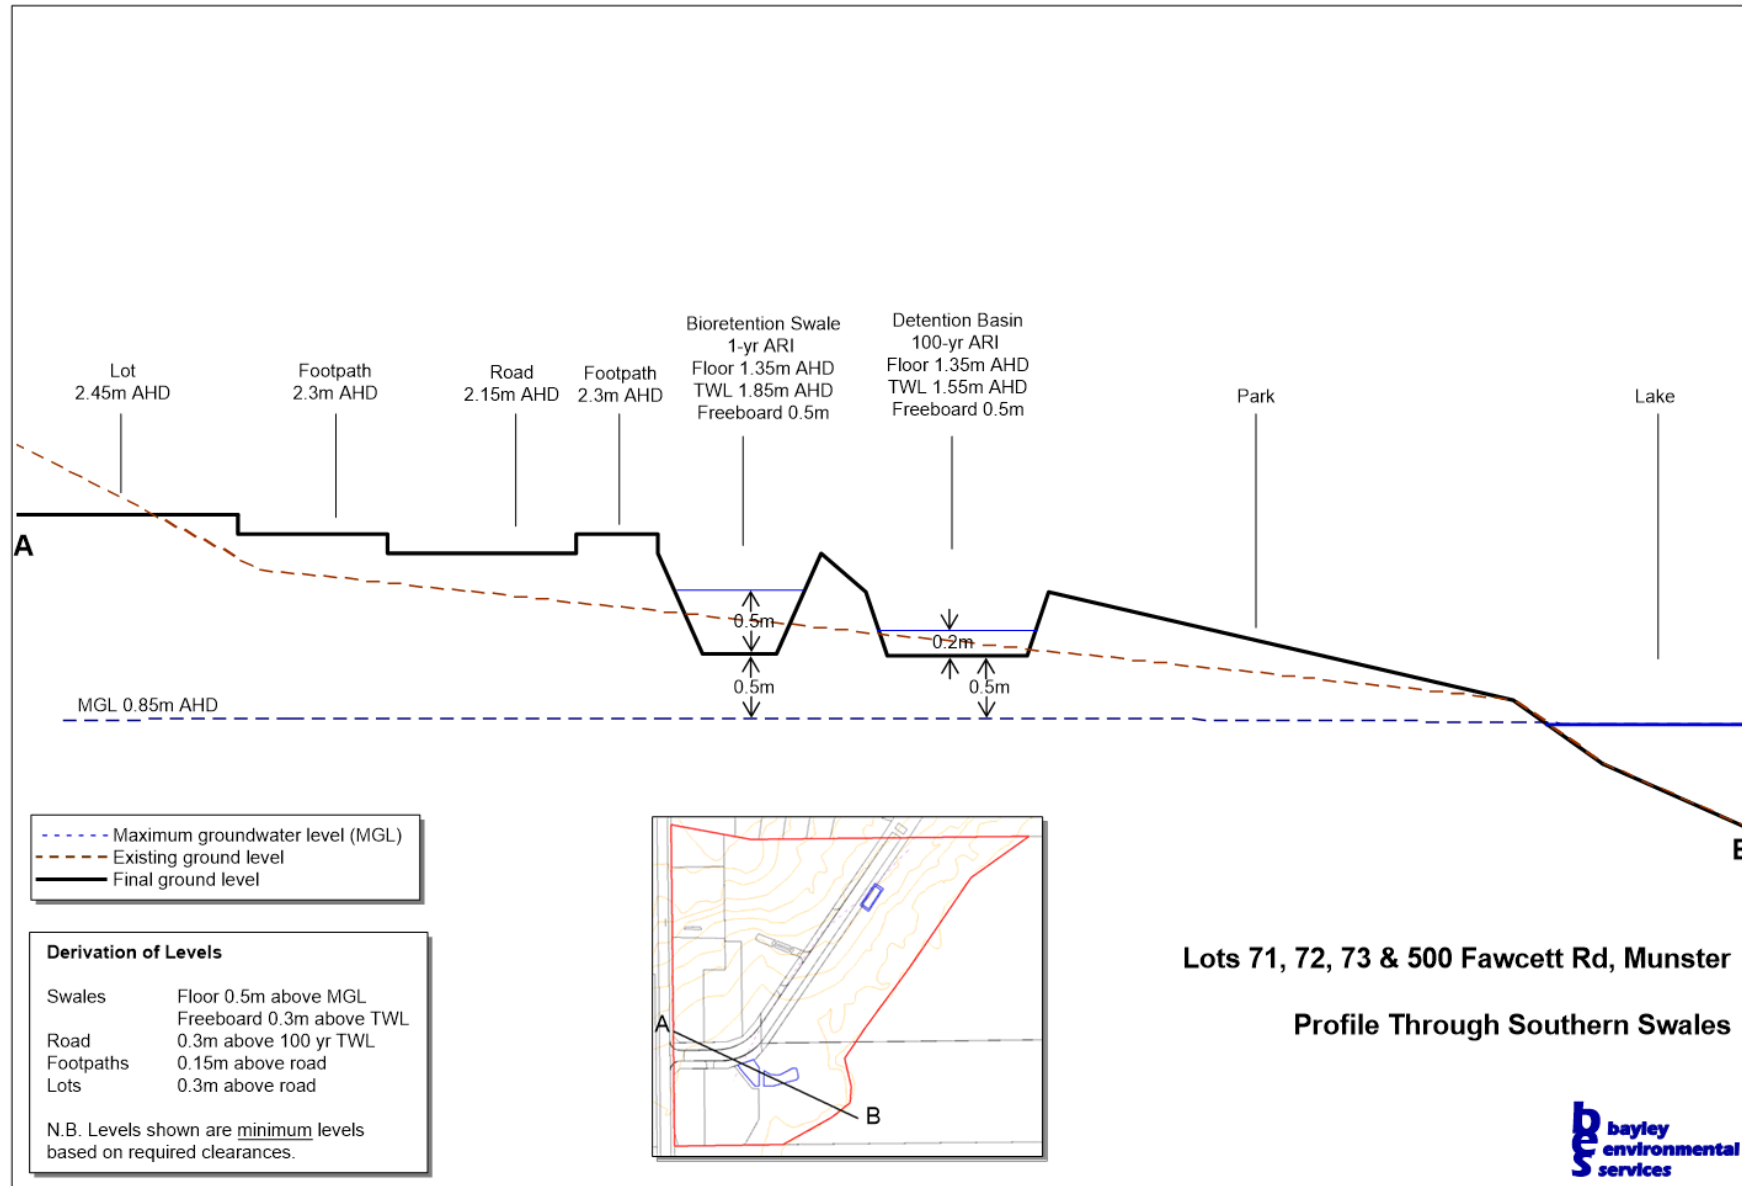 Lot
2.45m AHD
Footpath
2.3m AHD
Road
2.15m AHD
Footpath
2.3m AHD
Bioretention Swale
1-yr ARI
Floor 1.35m AHD
TWL 1.85m AHD
Freeboard 0.5m
Detention Basin
100-yr ARI
Floor 1.35m AHD
TWL 1.55m AHD
Freeboard 0.5m
Park
Lake
A
0.5m
0.2m
0.5m
0.5m
MGL 0.85m AHD
B
Maximum groundwater level (MGL)
Existing ground level
Final ground level
Derivation of Levels
Swales Floor 0.5m above MGL
Freeboard 0.3m above TWL
Road 0.3m above 100 yr TWL
Footpaths 0.15m above road
Lots 0.3m above road
N.B. Levels shown are minimum levels
based on required clearances.
A
B
Lots 71, 72, 73 & 500 Fawcett Rd, Munster
Profile Through Southern Swales
bes
bayley
environmental
services